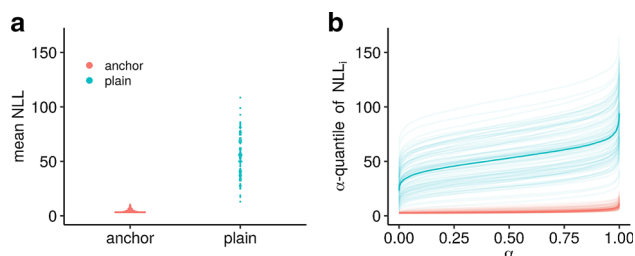 a
mean NLL
150
100
50
0
anchor
plain
anchor
plain
b
α-quantile of NLLᵢ
150
100
50
0
0.00
0.25
0.50
0.75
1.00
α